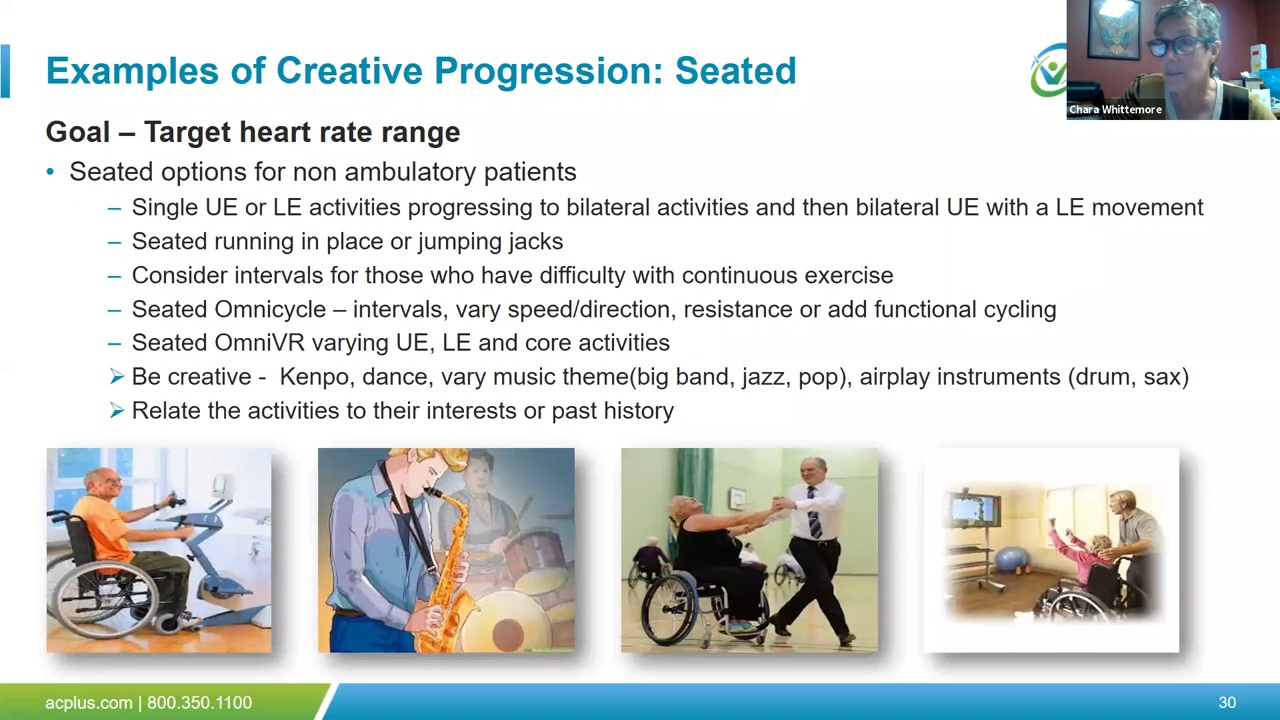 Examples of Creative Progression: Seated
Chara Whittemore
Goal – Target heart rate range
• Seated options for non ambulatory patients
– Single UE or LE activities progressing to bilateral activities and then bilateral UE with a LE movement
– Seated running in place or jumping jacks
– Consider intervals for those who have difficulty with continuous exercise
– Seated Omnicycle – intervals, vary speed/direction, resistance or add functional cycling
– Seated OmniVR varying UE, LE and core activities
➢ Be creative - Kenpo, dance, vary music theme(big band, jazz, pop), airplay instruments (drum, sax)
➢ Relate the activities to their interests or past history
acplus.com | 800.350.1100
30